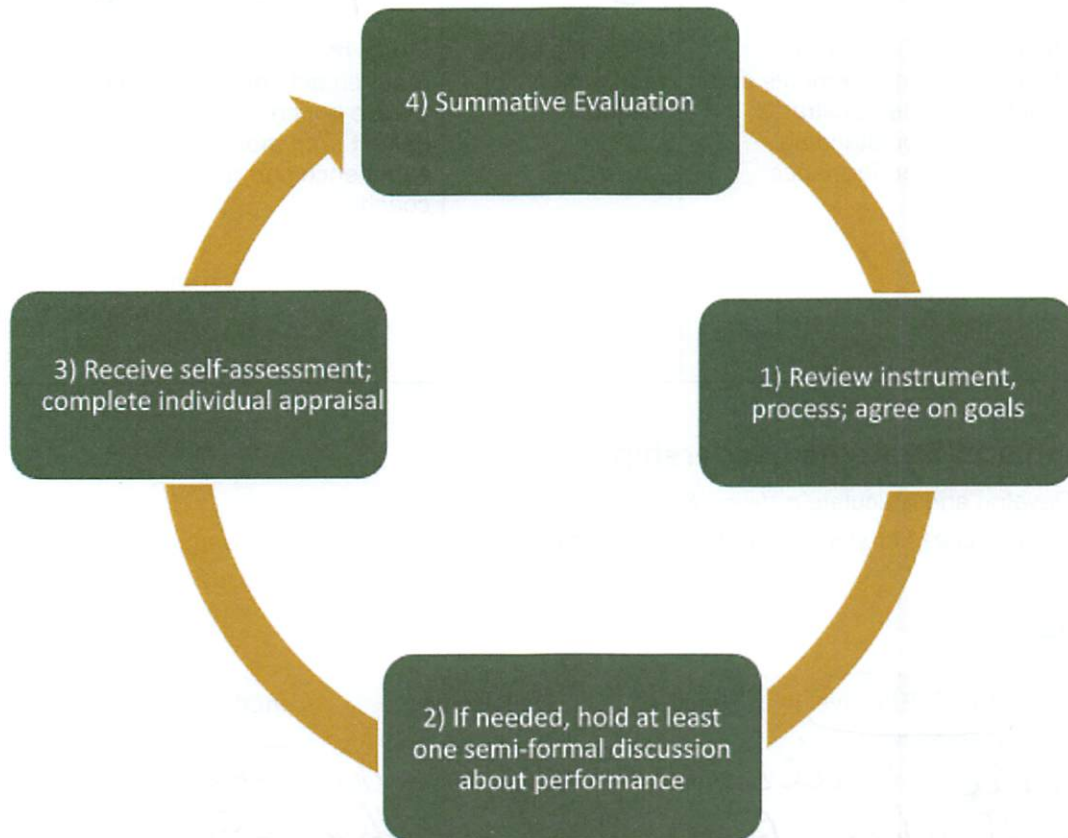 4) Summative Evaluation
3) Receive self-assessment;
complete individual appraisal
1) Review instrument,
process; agree on goals
2) If needed, hold at least
one semi-formal discussion
about performance